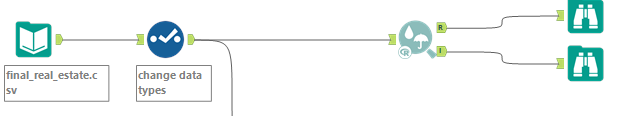 R
I
R
final_real_estate.c
sv
change data
types